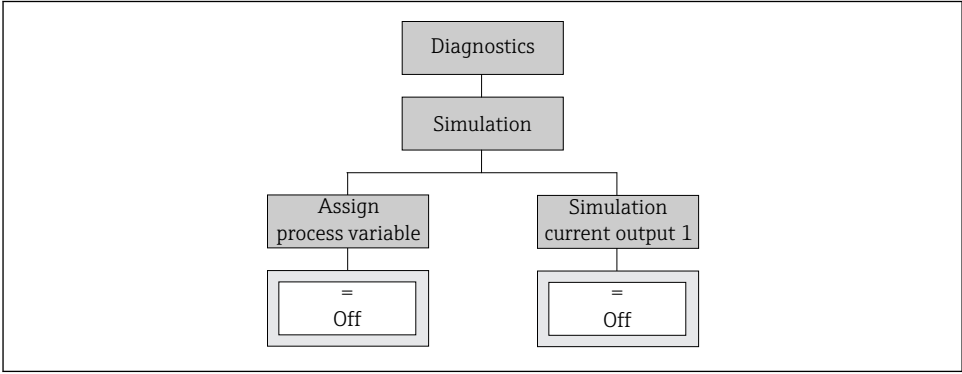 Diagnostics
Simulation
Assign
process variable
Simulation
current output 1
=
Off
=
Off